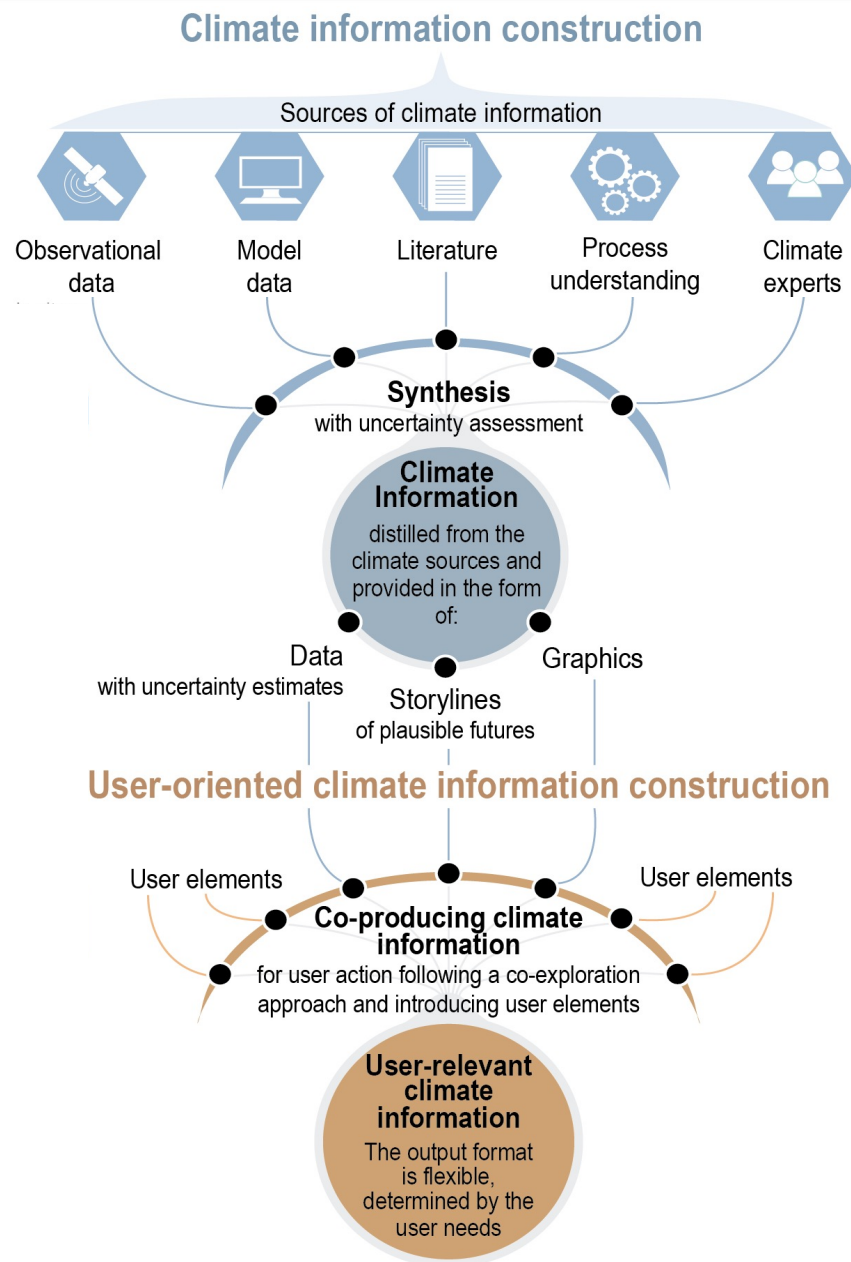 Climate information construction
Sources of climate information
Observational
data
Model
data
Literature
Process
understanding
Climate
experts
Synthesis
with uncertainty assessment
Climate
Information
distilled from the
climate sources and
provided in the form
of:
Data
with uncertainty estimates
Storylines
of plausible futures
Graphics
User-oriented climate information construction
User elements
User elements
Co-producing climate
information
for user action following a co-exploration
approach and introducing user elements
User-relevant
climate
information
The output format
is flexible,
determined by the
user needs